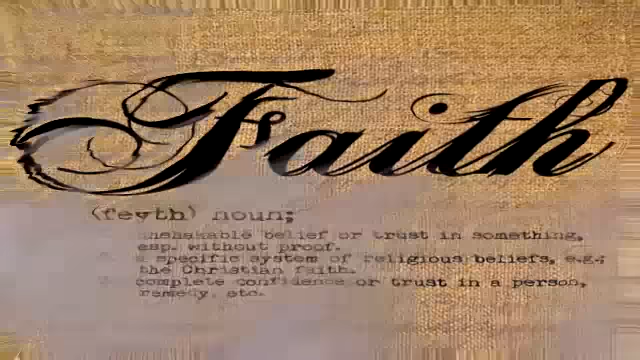 Faith
(feyth) noun;
unshakable belief or trust in something,
esp. without proof.
a specific system of religious beliefs, e.g;
the Christian faith.
complete confidence or trust in a person,
remedy, etc.